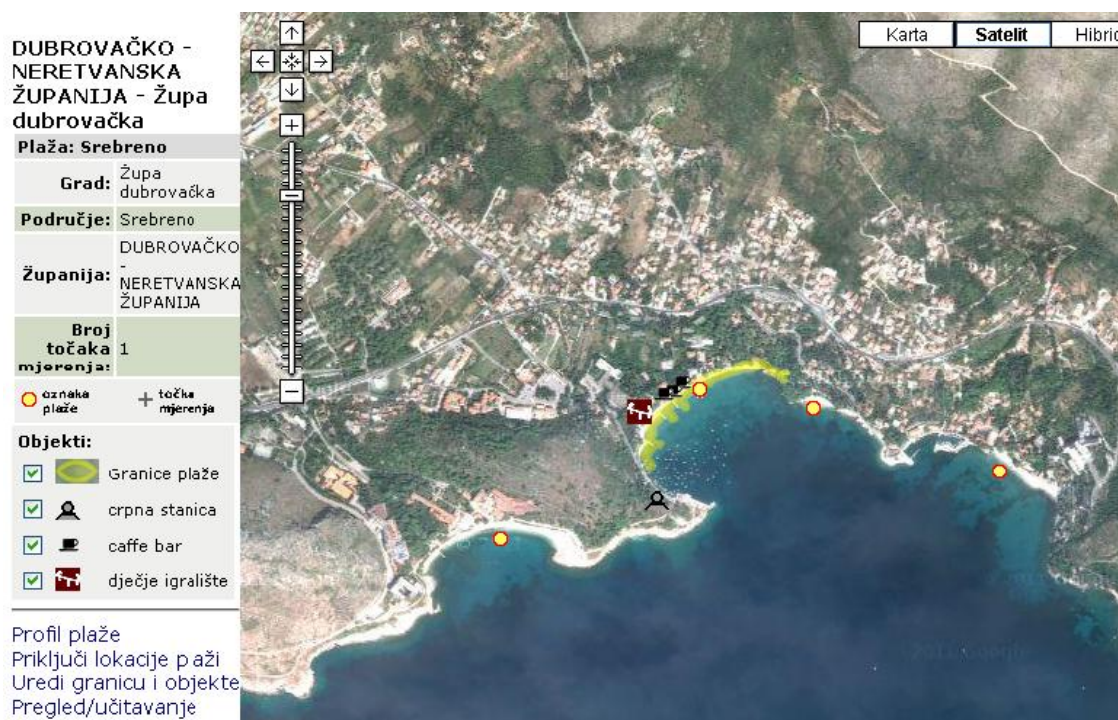 DUBROVAČKO -
NERETVANSKA
ŽUPANIJA - Župa
dubrovačka
Plaža: Srebreno
Grad: Župa
dubrovačka
Područje: Srebreno
Županija: DUBROVAČKO
-
NERETVANSKA
ŽUPANIJA
Broj
točaka
mjerenja: 1
oznaka
plaže
točka
mjerenja
Objekti:
Granice plaže
crpna stanica
caffe bar
dječje igralište
Profil plaže
Priključi lokacije p aži
Uredi granicu i objekte
Pregled/učitavanje
Karta
Satelit
Hibrid